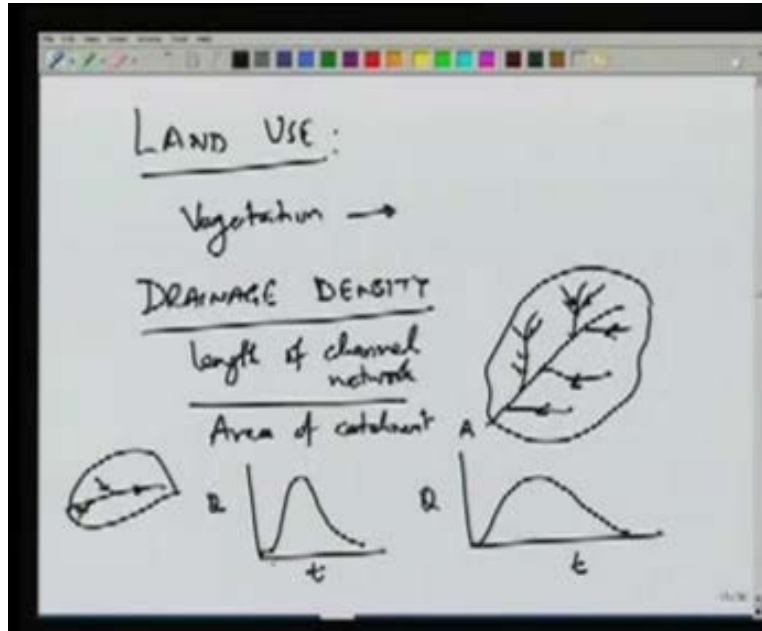 LAND USE:
Vegetation →
DRAINAGE DENSITY
Length of channel
network
Area of catchment
A
Q
t
Q
t